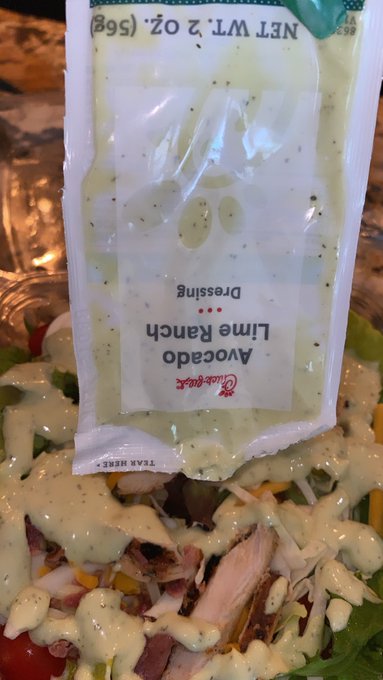 Chick-fil-A
Avocado
Lime Ranch
Dressing
NET WT. 2 OZ. (56g)
TEAR HERE